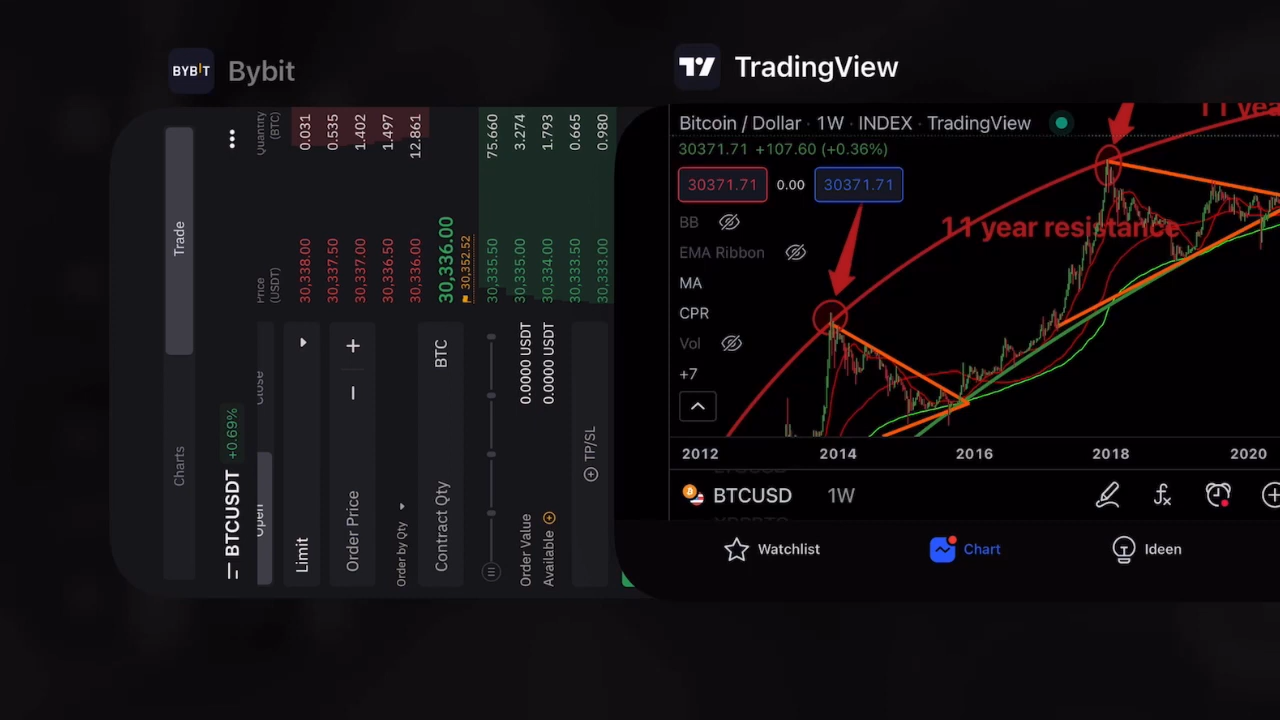 BYBIT Bybit
Charts Trade
BTCUSDT +0.69% •••
Open Close
Price Quantity
(USDT) (BTC)
Limit
30,338.00 0.031
30,337.50 0.535
Order Price − +
30,337.00 1.402
30,336.50 1.497
Order by Qty
30,336.00 12.861
Contract Qty BTC
30,336.00
30,352.52
30,335.50 75.660
Order Value 0.0000 USDT
30,335.00 3.274
Available 0.0000 USDT
30,334.00 1.793
30,333.50 0.665
TP/SL
30,333.00 0.980
TradingView
Bitcoin / Dollar · 1W · INDEX · TradingView
30371.71 +107.60 (+0.36%)
30371.71 0.00 30371.71
BB
EMA Ribbon
MA
CPR
Vol
+7
11 yea
11 year resistance
2012 2014 2016 2018 2020
BTCUSD 1W
Watchlist Chart Ideen